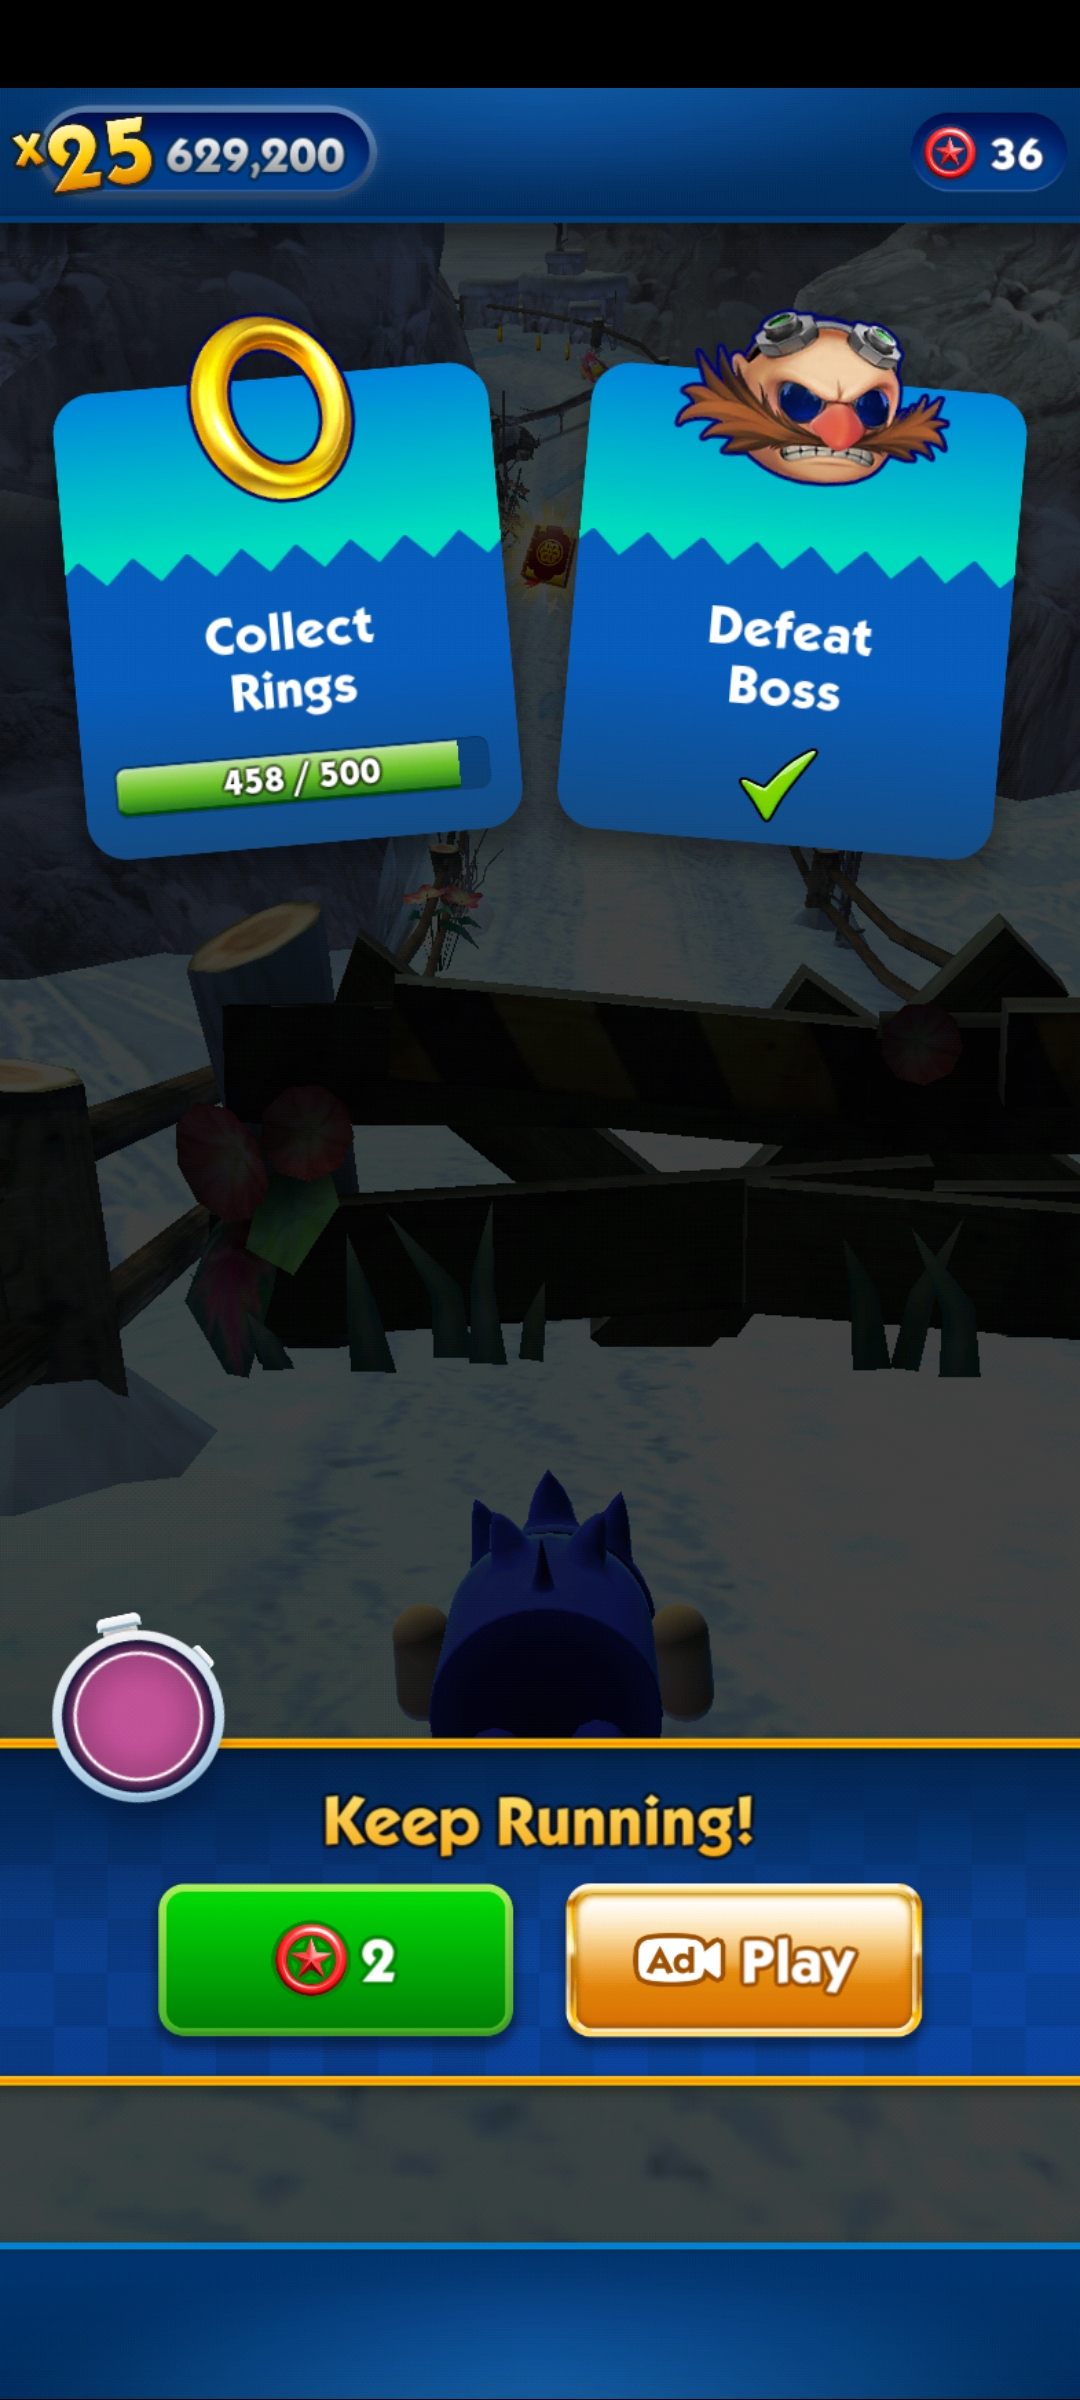 x25 629,200
36
Collect
Rings
458 / 500
Defeat
Boss
Keep Running!
2
Ad Play